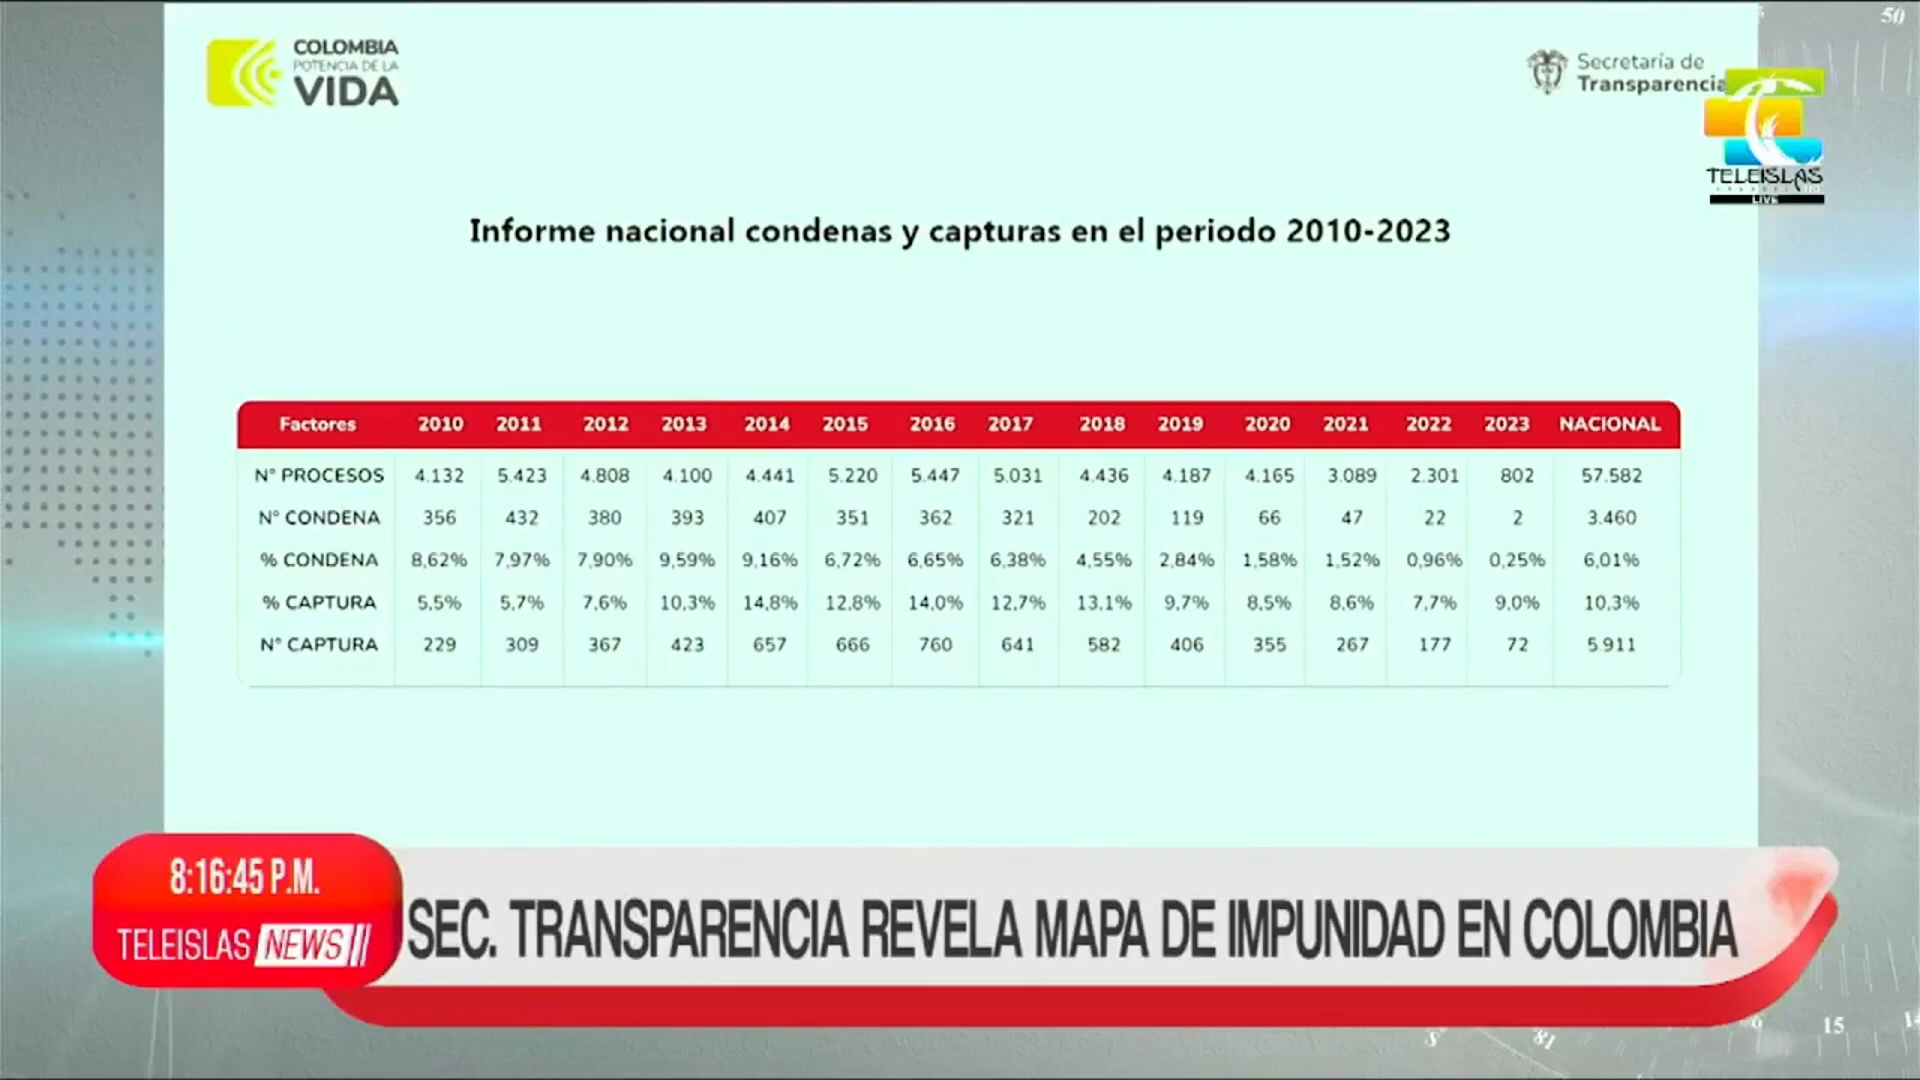 50
COLOMBIA
POTENCIA DE LA
VIDA
Secretaría de
Transparencia
TELEISLAS
LIVE
Informe nacional condenas y capturas en el periodo 2010-2023
Factores 2010 2011 2012 2013 2014 2015 2016 2017 2018 2019 2020 2021 2022 2023 NACIONAL
N° PROCESOS 4.132 5.423 4.808 4.100 4.441 5.220 5.447 5.031 4.436 4.187 4.165 3.089 2.301 802 57.582
N° CONDENA 356 432 380 393 407 351 362 321 202 119 66 47 22 2 3.460
% CONDENA 8,62% 7,97% 7,90% 9,59% 9,16% 6,72% 6,65% 6,38% 4,55% 2,84% 1,58% 1,52% 0,96% 0,25% 6,01%
% CAPTURA 5,5% 5,7% 7,6% 10,3% 14,8% 12,8% 14,0% 12,7% 13,1% 9,7% 8,5% 8,6% 7,7% 9,0% 10,3%
N° CAPTURA 229 309 367 423 657 666 760 641 582 406 355 267 177 72 5.911
8:16:45 P.M.
TELEISLAS NEWS
SEC. TRANSPARENCIA REVELA MAPA DE IMPUNIDAD EN COLOMBIA
15